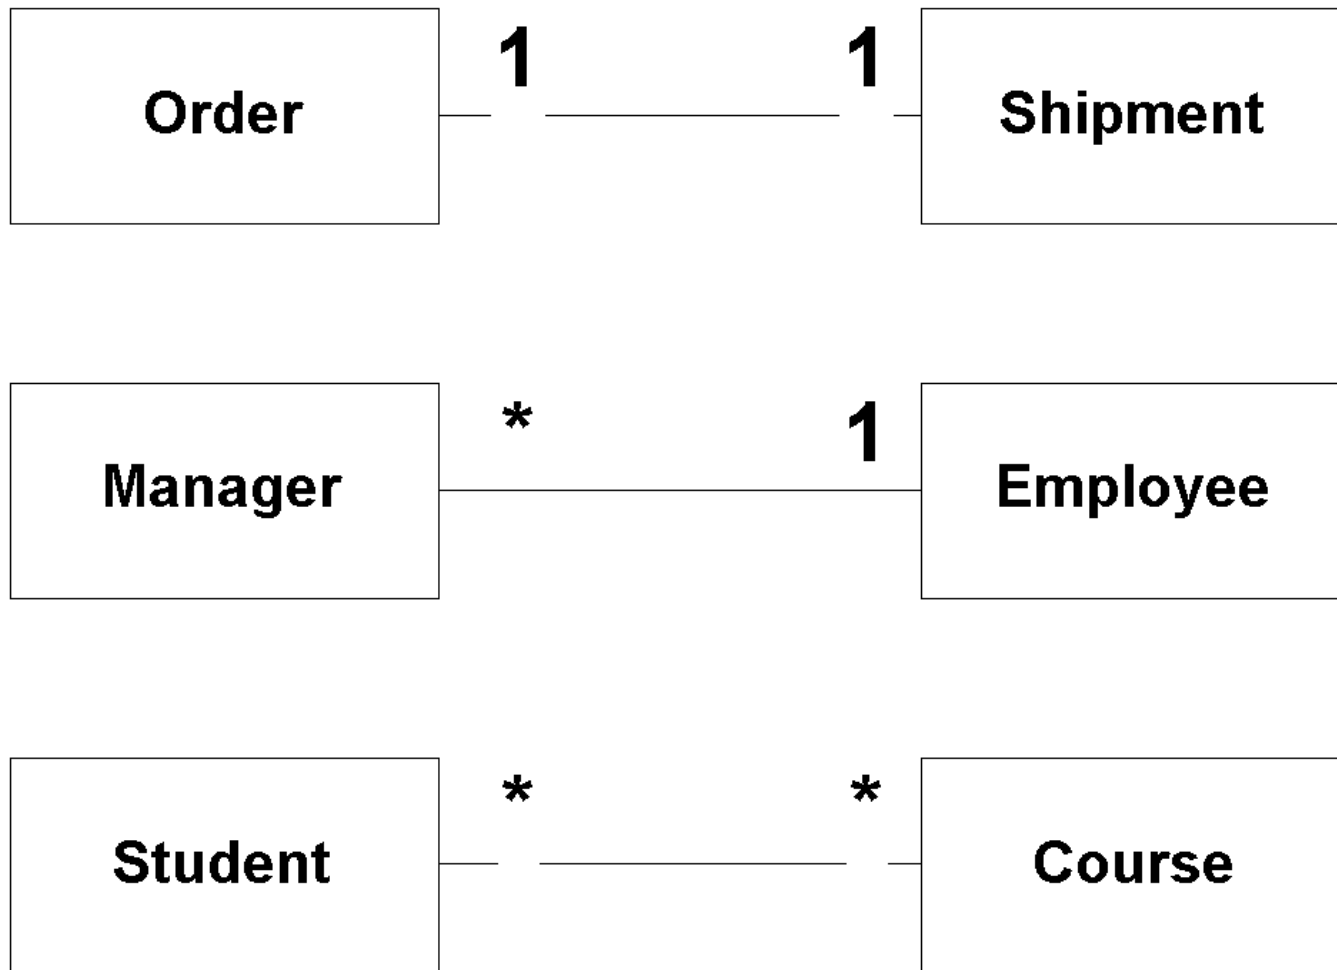 Order 1 1 Shipment
Manager * 1 Employee
Student * * Course